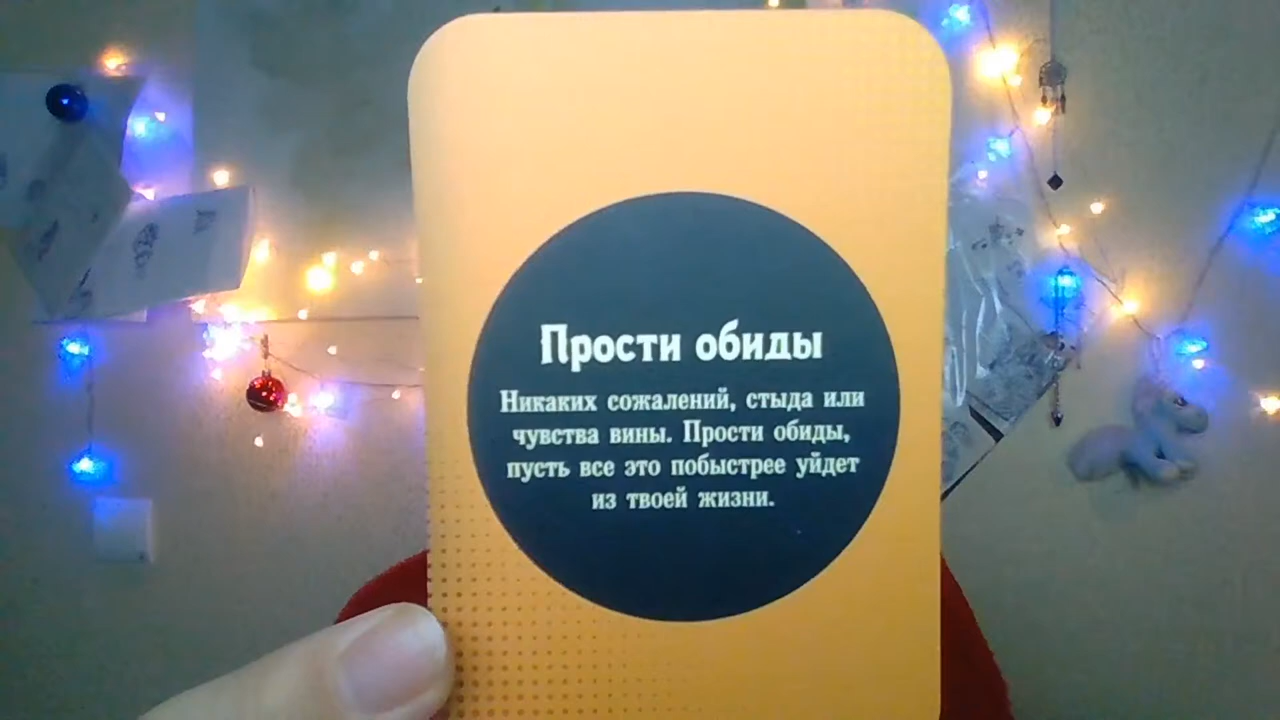 Прости обиды
Никаких сожалений, стыда или
чувства вины. Прости обиды,
пусть все это побыстрее уйдет
из твоей жизни.